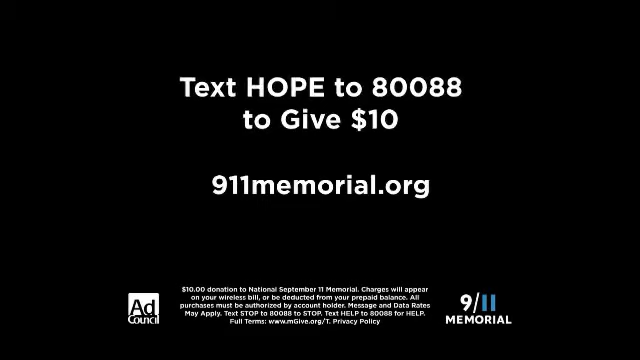 Text HOPE to 80088
to Give $10
911memorial.org
Ad
Council
$10.00 donation to National September 11 Memorial. Charges will appear
on your wireless bill, or be deducted from your prepaid balance. All
purchases must be authorized by account holder. Message and Data Rates
May Apply. Text STOP to 80088 to STOP. Text HELP to 80088 for HELP.
Full Terms: www.mGive.org/T. Privacy Policy
9/11
MEMORIAL